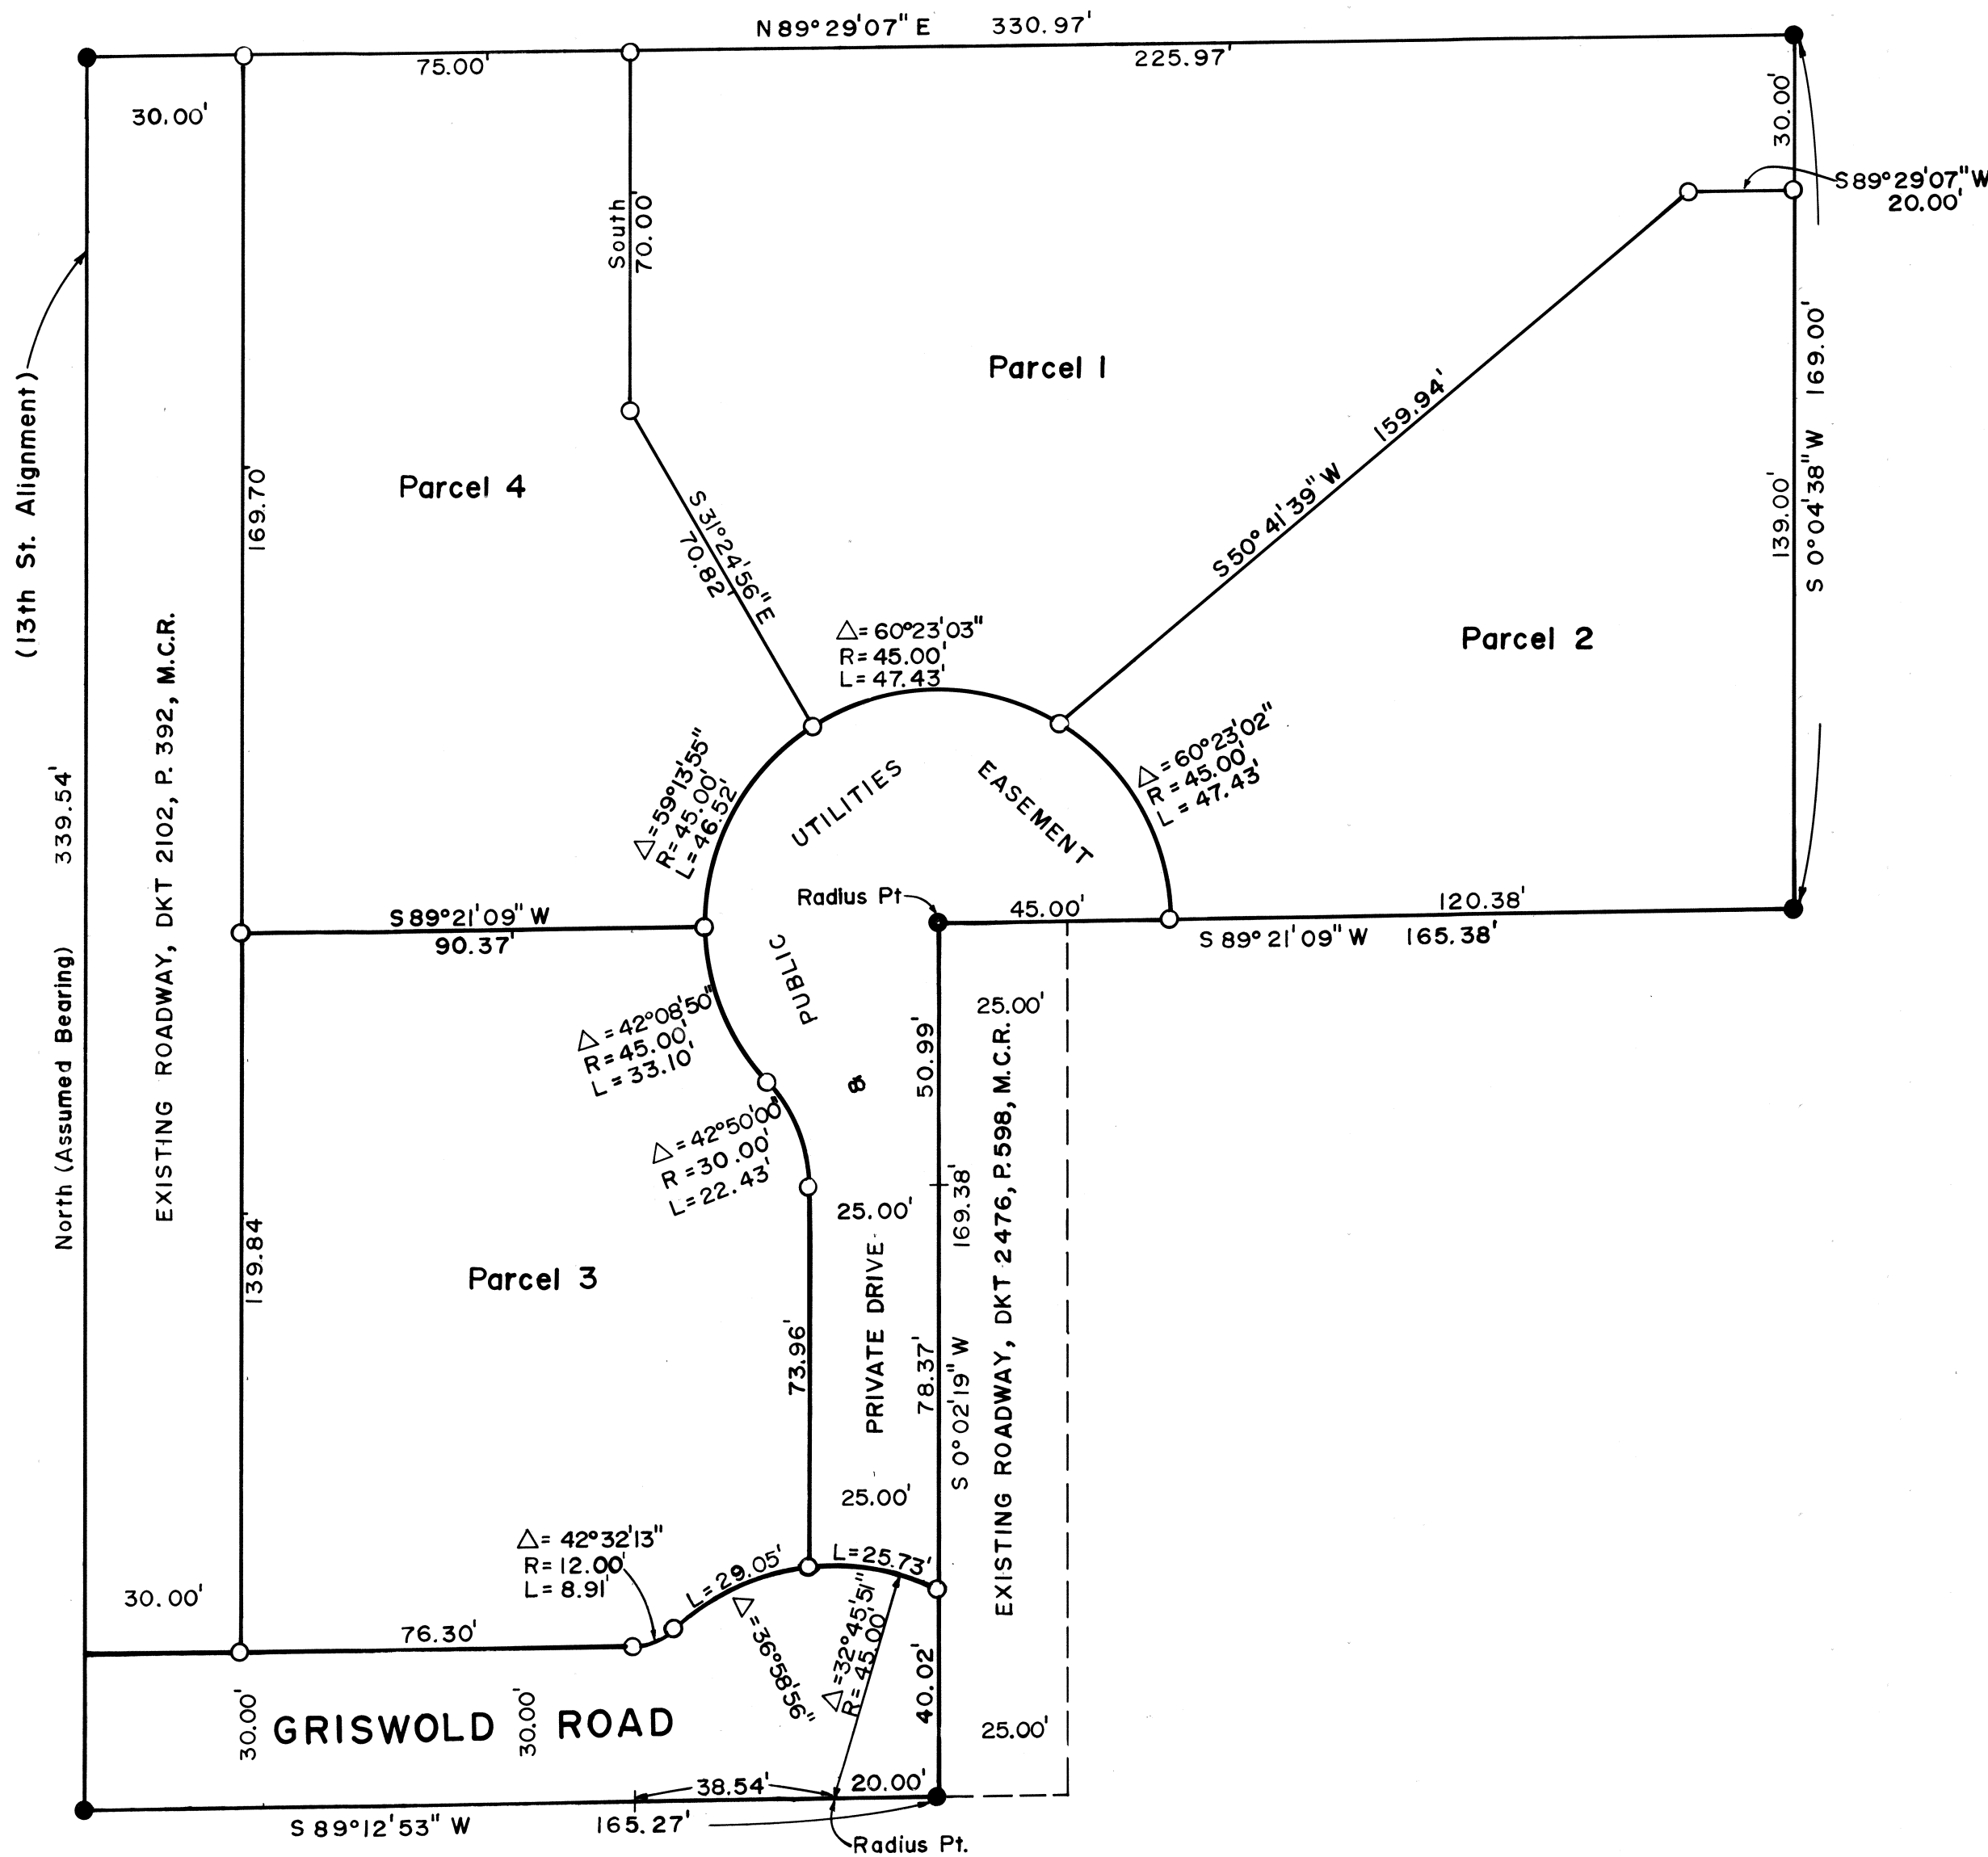 N 89° 29' 07" E 330.97'
75.00'
225.97'
30.00'
30.00'
S 89° 29' 07" W
20.00'
South
70.00'
(13th St. Alignment)
Parcel 1
169.00'
S 0° 04' 38" W
139.00'
159.94'
S 50° 41' 39" W
Parcel 4
169.70'
S 31° 24' 56" E
70.82'
△= 60° 23' 03"
R= 45.00'
L= 47.43'
Parcel 2
△= 60° 23' 02"
R = 45.00'
L = 47.43'
△= 59° 13' 55"
R= 45.00'
L= 46.52'
UTILITIES
EASEMENT
339.54'
North (Assumed Bearing)
EXISTING ROADWAY, DKT 2102, P. 392, M.C.R.
Radius Pt
45.00'
120.38'
S 89° 21' 09" W 165.38'
S 89° 21' 09" W
90.37'
PUBLIC
&
△= 42° 08' 50"
R= 45.00'
L= 33.10'
50.99'
25.00'
△= 42° 50' 00"
R = 30.00'
L= 22.43'
25.00'
169.38'
EXISTING ROADWAY, DKT 2476, P. 598, M.C.R.
139.84'
Parcel 3
PRIVATE DRIVE
73.96'
78.37'
S 0° 02' 19" W
25.00'
△= 42° 32' 13"
R= 12.00'
L= 8.91'
L= 29.05'
L= 25.73'
30.00'
76.30'
△= 36° 58' 56"
△= 32° 45' 51"
R= 45.00'
40.02'
30.00'
GRISWOLD
30.00'
ROAD
25.00'
38.54'
20.00'
S 89° 12' 53" W
165.27'
Radius Pt.